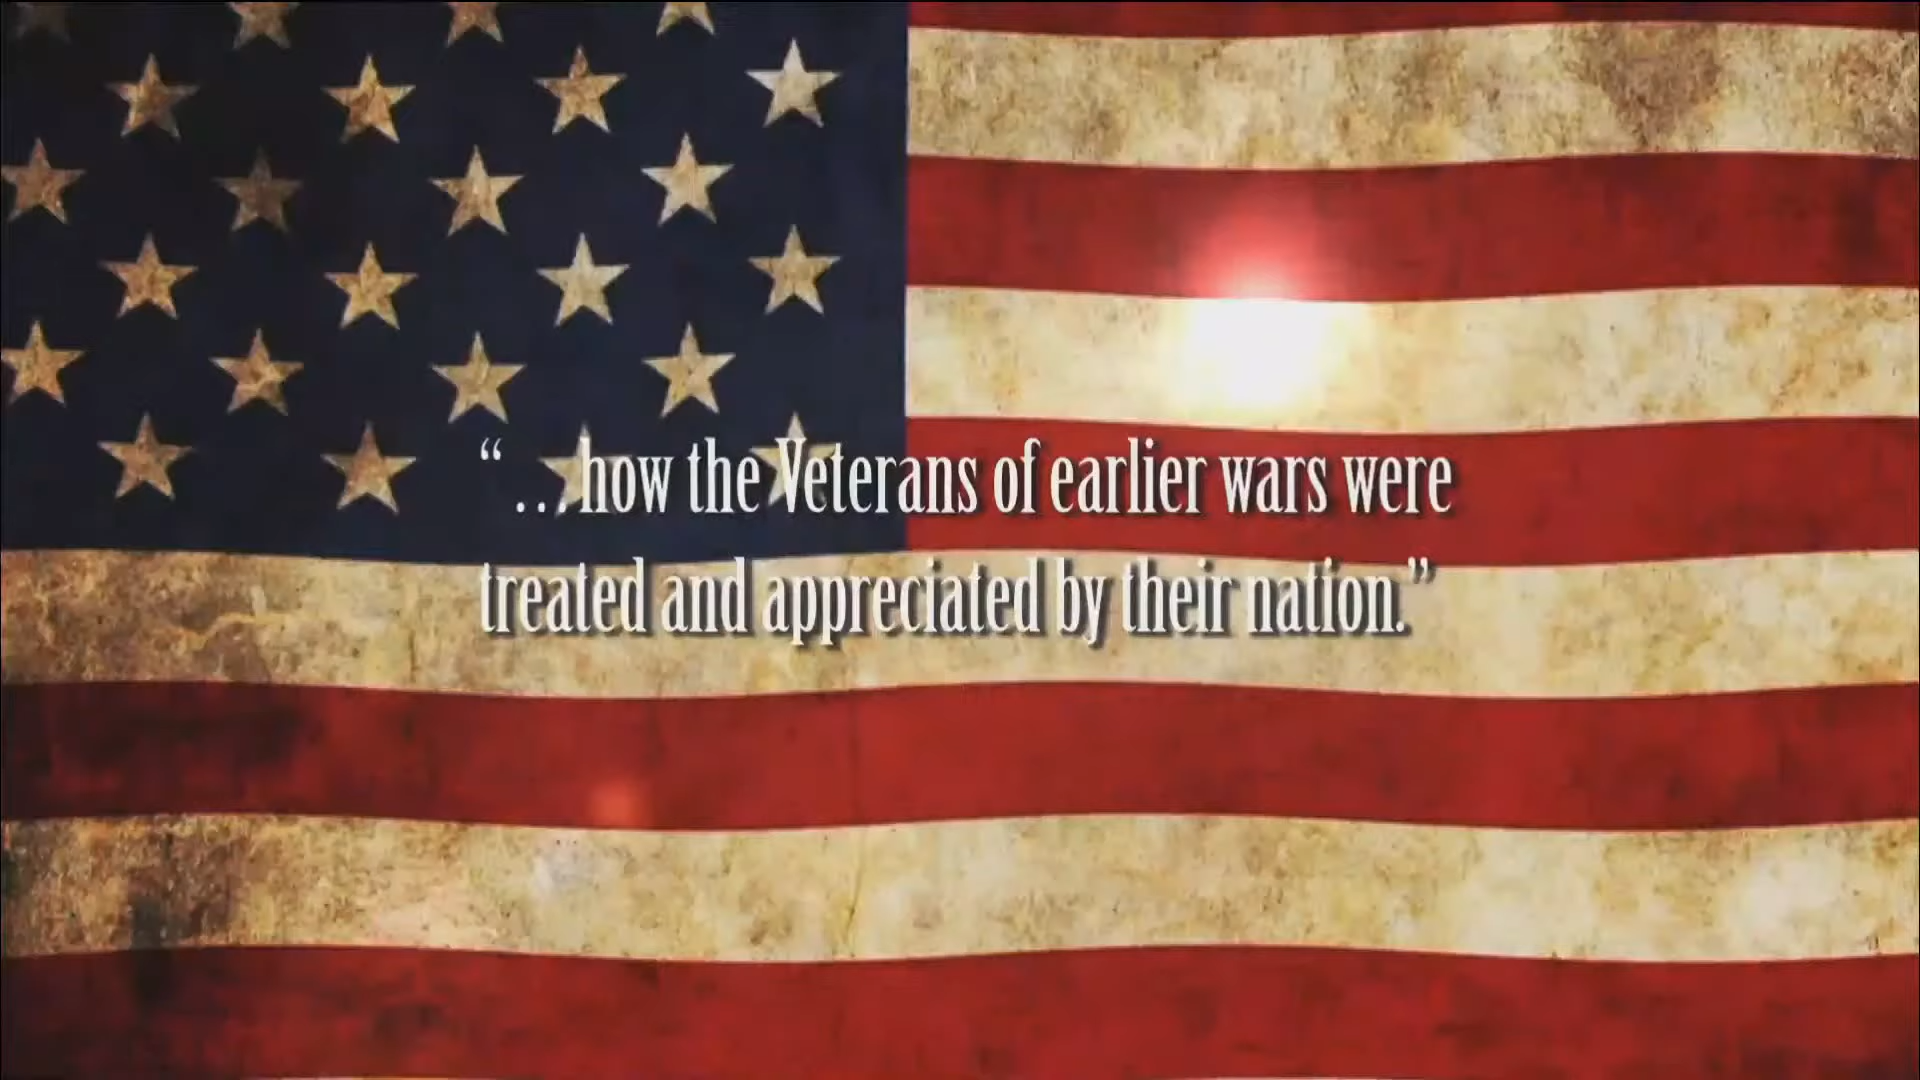 “…how the Veterans of earlier wars were
treated and appreciated by their nation.”